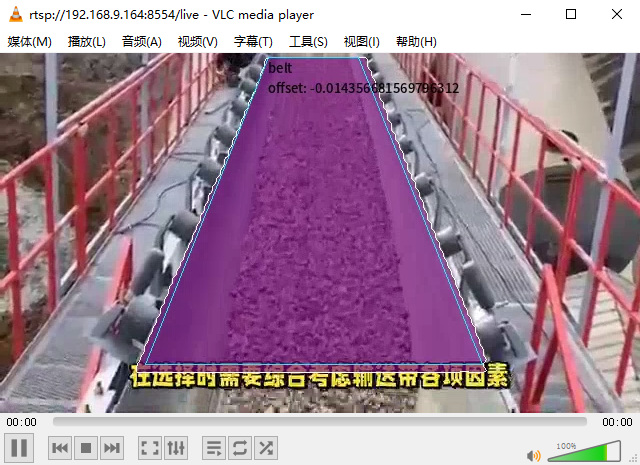 rtsp://192.168.9.164:8554/live - VLC media player
媒体(M) 播放(L) 音频(A) 视频(V) 字幕(T) 工具(S) 视图(I) 帮助(H)
belt
offset: -0.014356681569796312
在选择时需要综合考虑输送带各项因素
00:00 00:00
100%